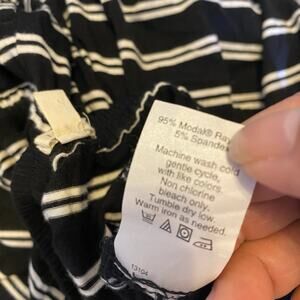 95% Modal® Ray
5% Spandex
Machine wash cold
gentle cycle,
with like colors.
Non chlorine
bleach only.
Tumble dry low.
Warm iron as needed.
13104